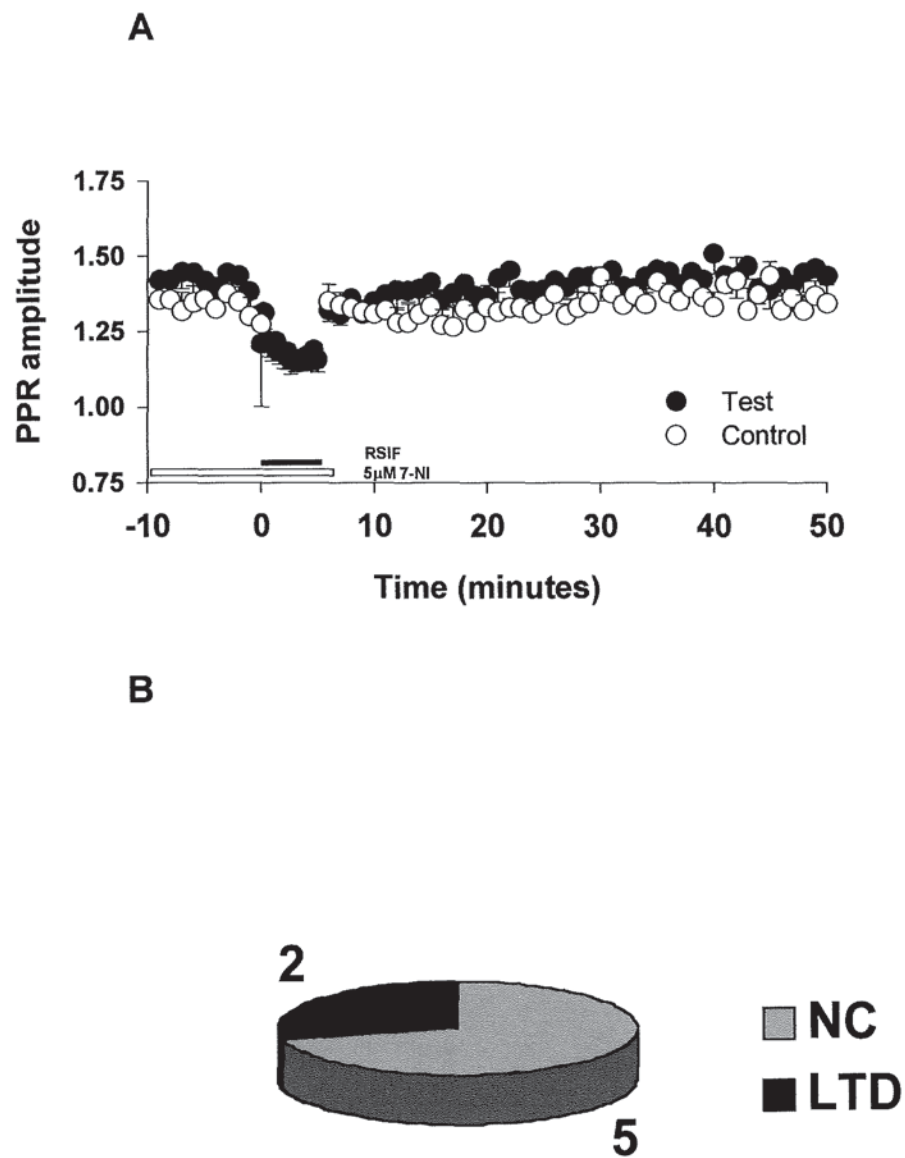 A
1.75
1.50
1.25
1.00
0.75
PPR amplitude
Test
Control
RSIF
5µM 7-NI
-10 0 10 20 30 40 50
Time (minutes)
B
2
5
NC
LTD